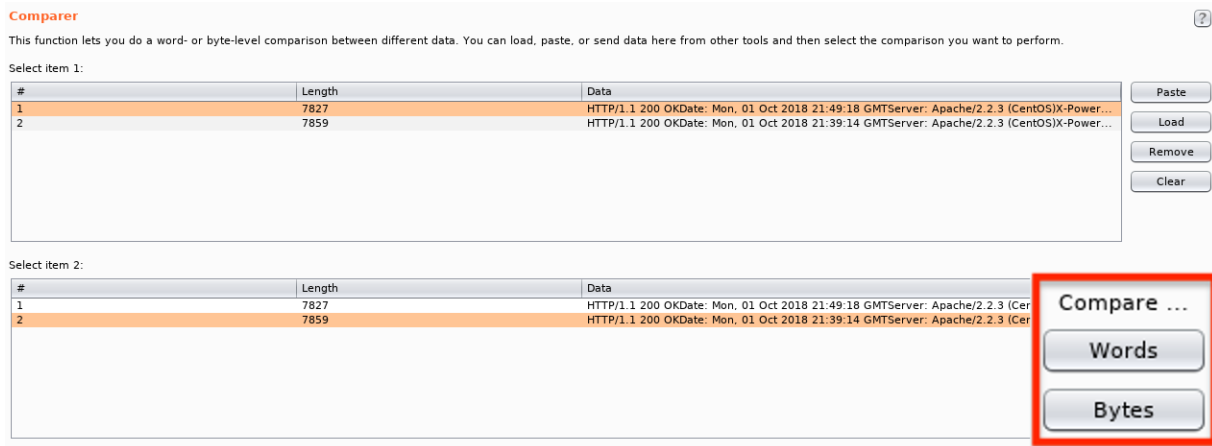 Comparer
?
This function lets you do a word- or byte-level comparison between different data. You can load, paste, or send data here from other tools and then select the comparison you want to perform.
Select item 1:
# Length Data
1 7827 HTTP/1.1 200 OKDate: Mon, 01 Oct 2018 21:49:18 GMTServer: Apache/2.2.3 (CentOS)X-Power...
2 7859 HTTP/1.1 200 OKDate: Mon, 01 Oct 2018 21:39:14 GMTServer: Apache/2.2.3 (CentOS)X-Power...
Paste
Load
Remove
Clear
Select item 2:
# Length Data
1 7827 HTTP/1.1 200 OKDate: Mon, 01 Oct 2018 21:49:18 GMTServer: Apache/2.2.3 (Cer
2 7859 HTTP/1.1 200 OKDate: Mon, 01 Oct 2018 21:39:14 GMTServer: Apache/2.2.3 (Cer
Compare ...
Words
Bytes